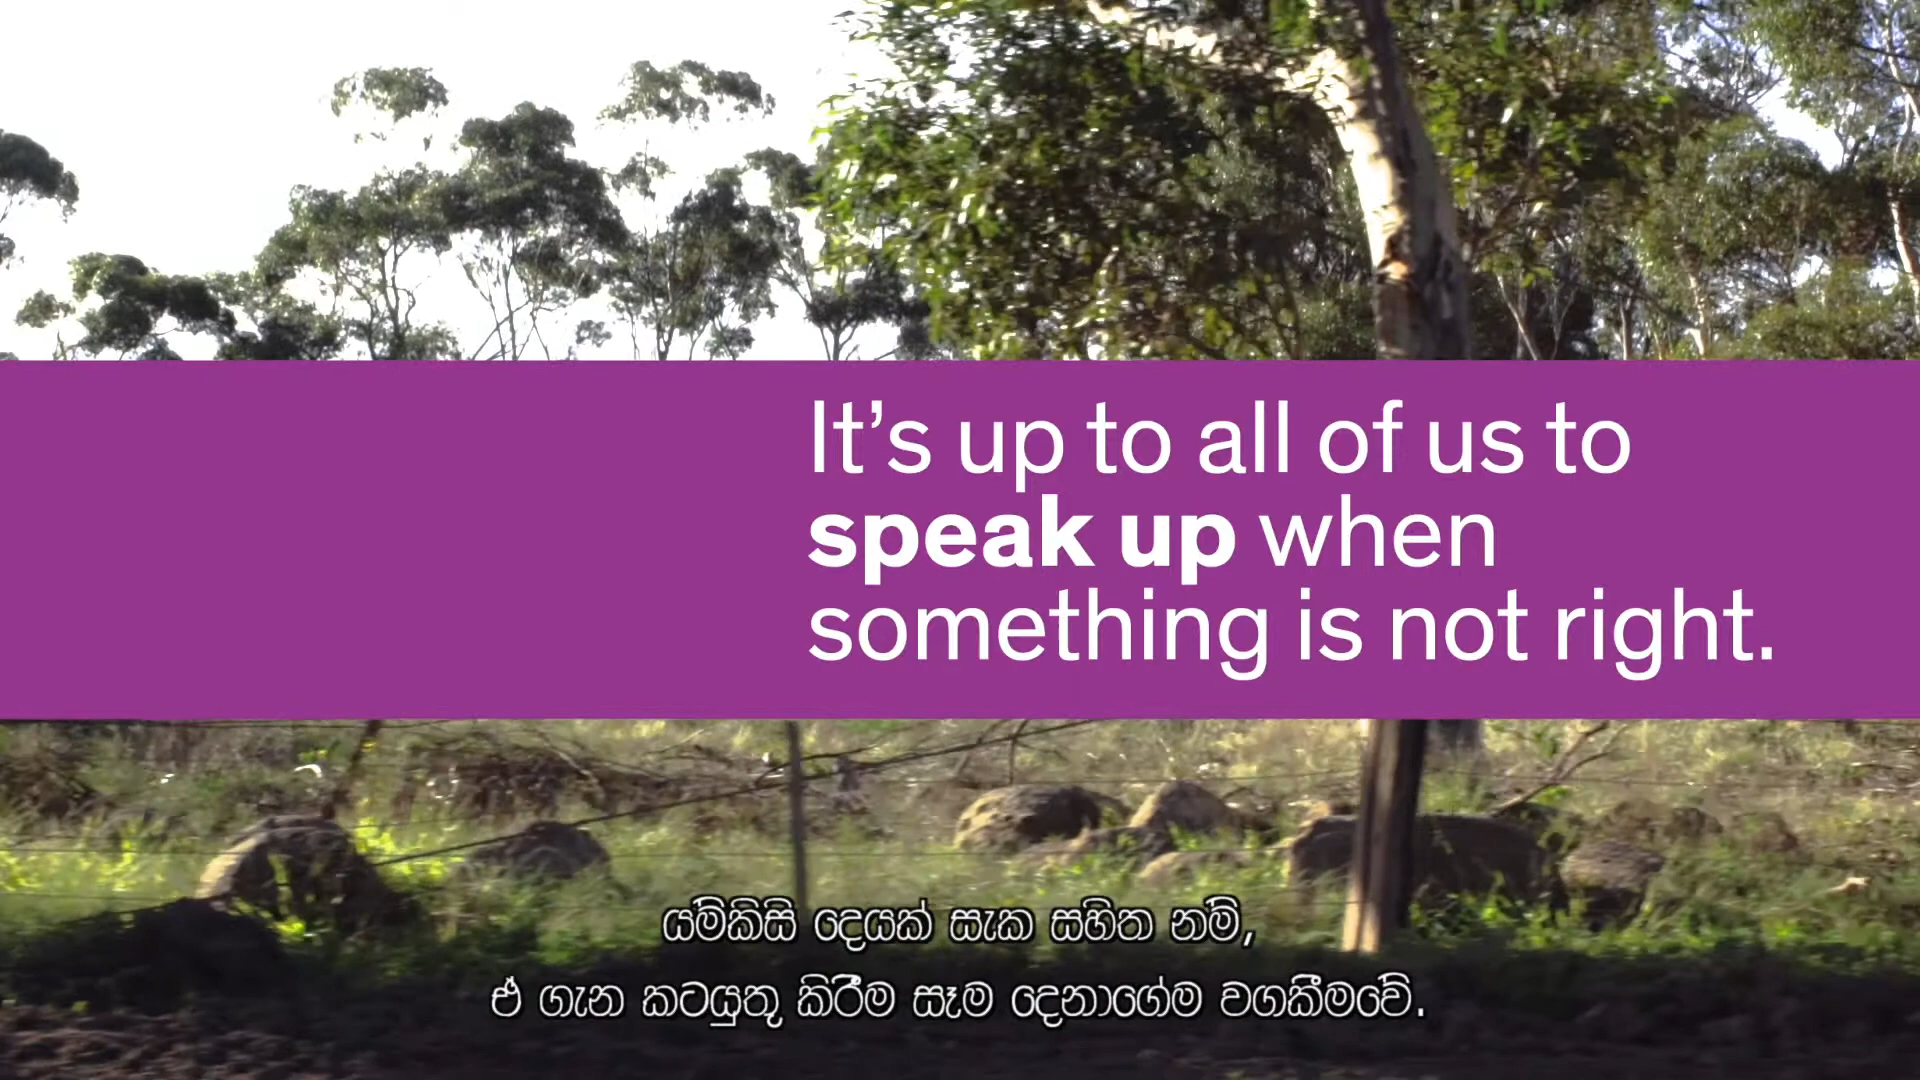 It’s up to all of us to
speak up when
something is not right.
යම්කිසි දෙයක් සැක සහිත නම්,
ඒ ගැන කටයුතු කිරීම සෑම දෙනාගේම වගකීමවේ.